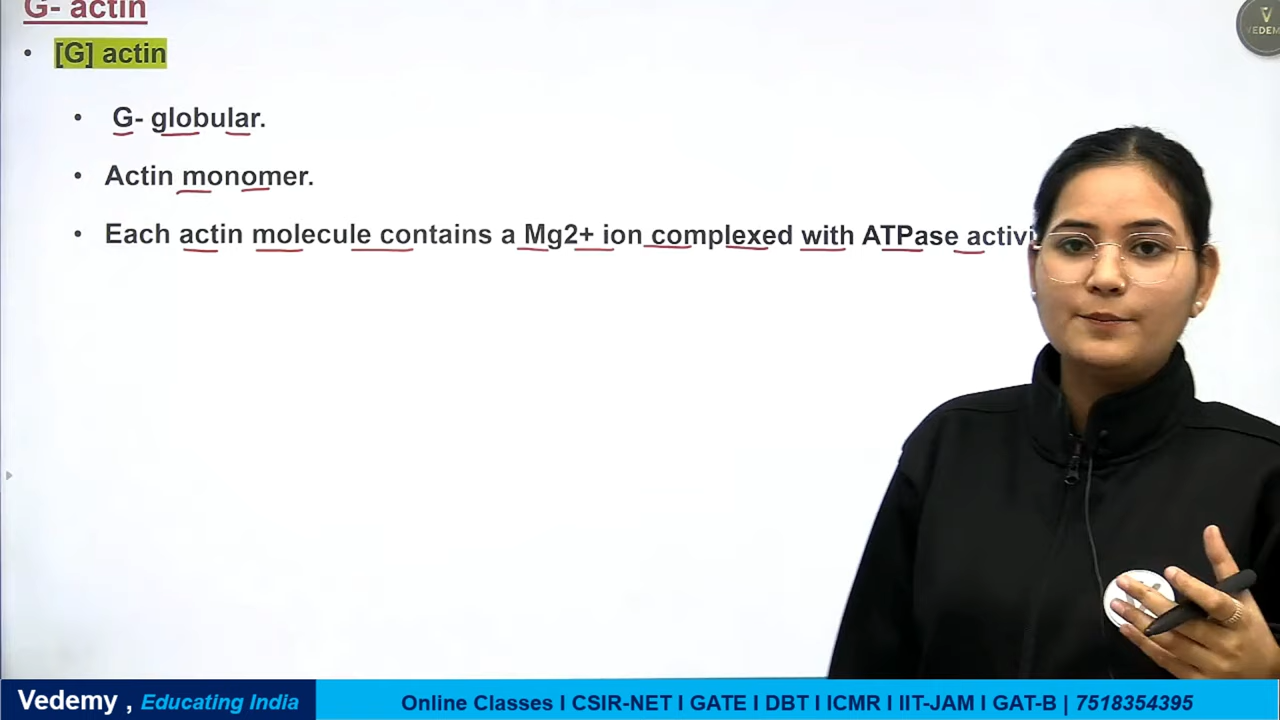 G- actin
• [G] actin
• G- globular.
• Actin monomer.
• Each actin molecule contains a Mg2+ ion complexed with ATPase
Vedemy , Educating India
Online Classes I CSIR-NET I GATE I DBT I ICMR I IIT-JAM I GAT-B | 7518354395